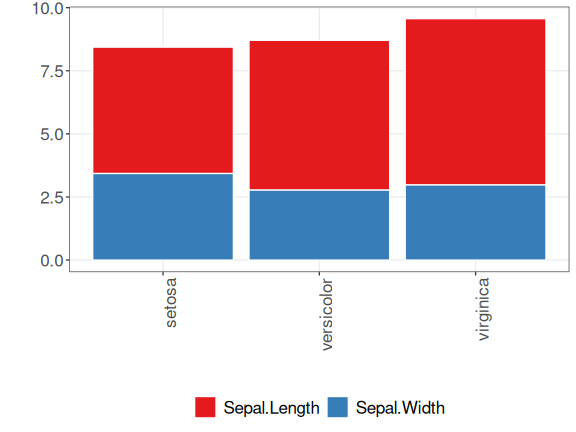 10.0
7.5
5.0
2.5
0.0
setosa
versicolor
virginica
Sepal.Length Sepal.Width